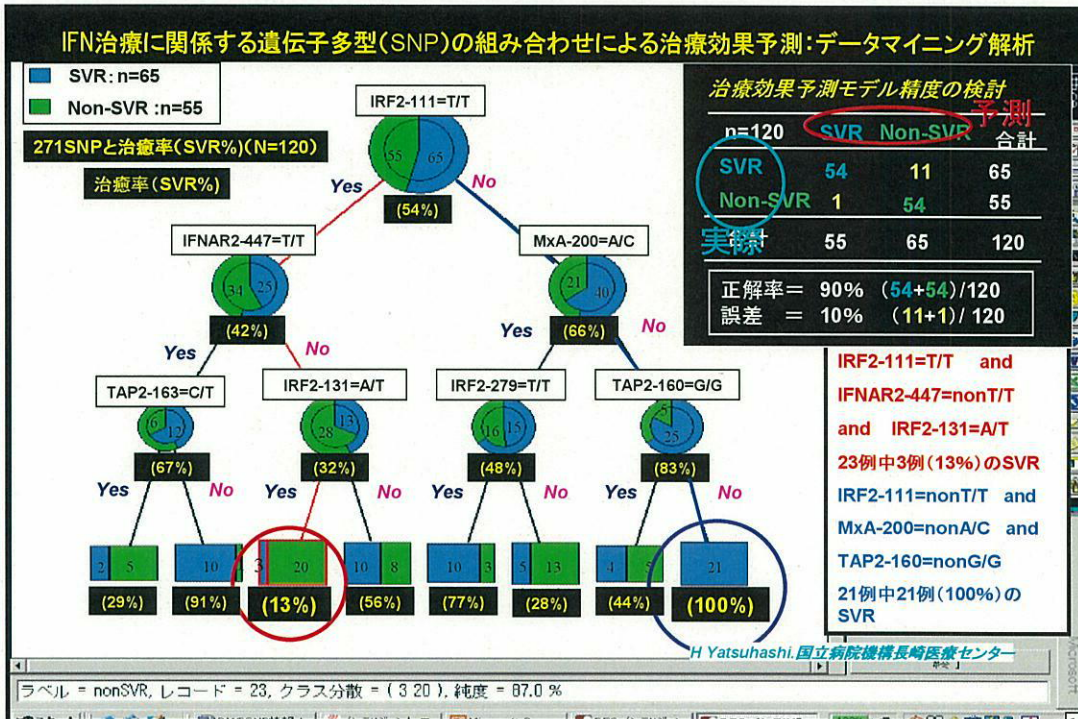 IFN治療に関係する遺伝子多型(SNP)の組み合わせによる治療効果予測：データマイニング解析
SVR：n=65
Non-SVR：n=55
271SNPと治癒率(SVR%)(N=120)
治癒率(SVR%)
IRF2-111=T/T
55 65
(54%)
Yes No
IFNAR2-447=T/T
34 25
(42%)
Yes No
MxA-200=A/C
21 40
(66%)
Yes No
TAP2-163=C/T
6 12
(67%)
Yes No
IRF2-131=A/T
28 13
(32%)
Yes No
IRF2-279=T/T
16 15
(48%)
Yes No
TAP2-160=G/G
5 25
(83%)
Yes No
2 5
(29%)
10
(91%)
3 20
(13%)
10 8
(56%)
10 3
(77%)
5 13
(28%)
4 5
(44%)
21
(100%)
治療効果予測モデル精度の検討
予測
n=120 SVR Non-SVR 合計
SVR 54 11 65
Non-SVR 1 54 55
実際
55 65 120
正解率＝ 90% (54+54)/120
誤差 ＝ 10% (11+1)/120
IRF2-111=T/T and
IFNAR2-447=nonT/T
and IRF2-131=A/T
23例中3例(13%)のSVR
IRF2-111=nonT/T and
MxA-200=nonA/C and
TAP2-160=nonG/G
21例中21例(100%)の
SVR
H Yatsuhashi.国立病院機構長崎医療センター
ラベル = nonSVR, レコード = 23, クラス分散 = ( 3 20 ), 純度 = 87.0 %
Microsoft